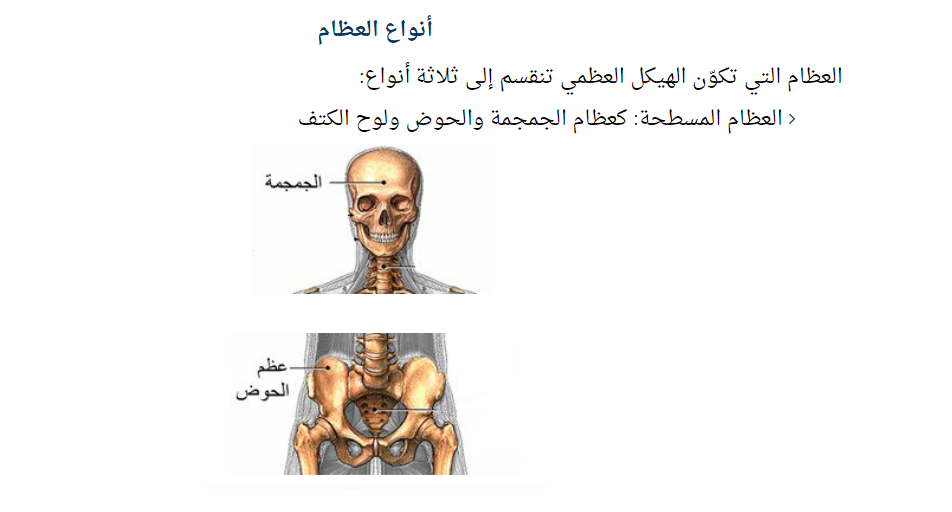 أنواع العظام
العظام التي تكوّن الهيكل العظمي تنقسم إلى ثلاثة أنواع:
› العظام المسطحة: كعظام الجمجمة والحوض ولوح الكتف
الجمجمة
عظم
الحوض